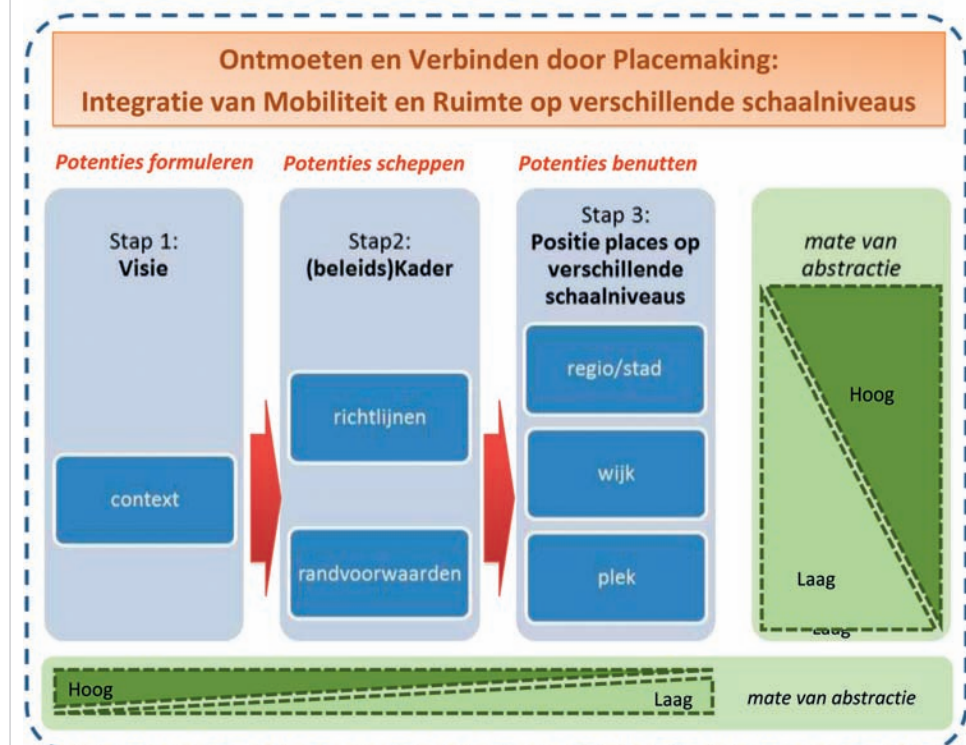 Ontmoeten en Verbinden door Placemaking:
Integratie van Mobiliteit en Ruimte op verschillende schaalniveaus
Potenties formuleren
Potenties scheppen
Potenties benutten
Stap 1:
Visie
context
Stap2:
(beleids)Kader
richtlijnen
randvoorwaarden
Stap 3:
Positie places op
verschillende
schaalniveaus
regio/stad
wijk
plek
mate van
abstractie
Hoog
Laag
Laag
Hoog
Laag
mate van abstractie